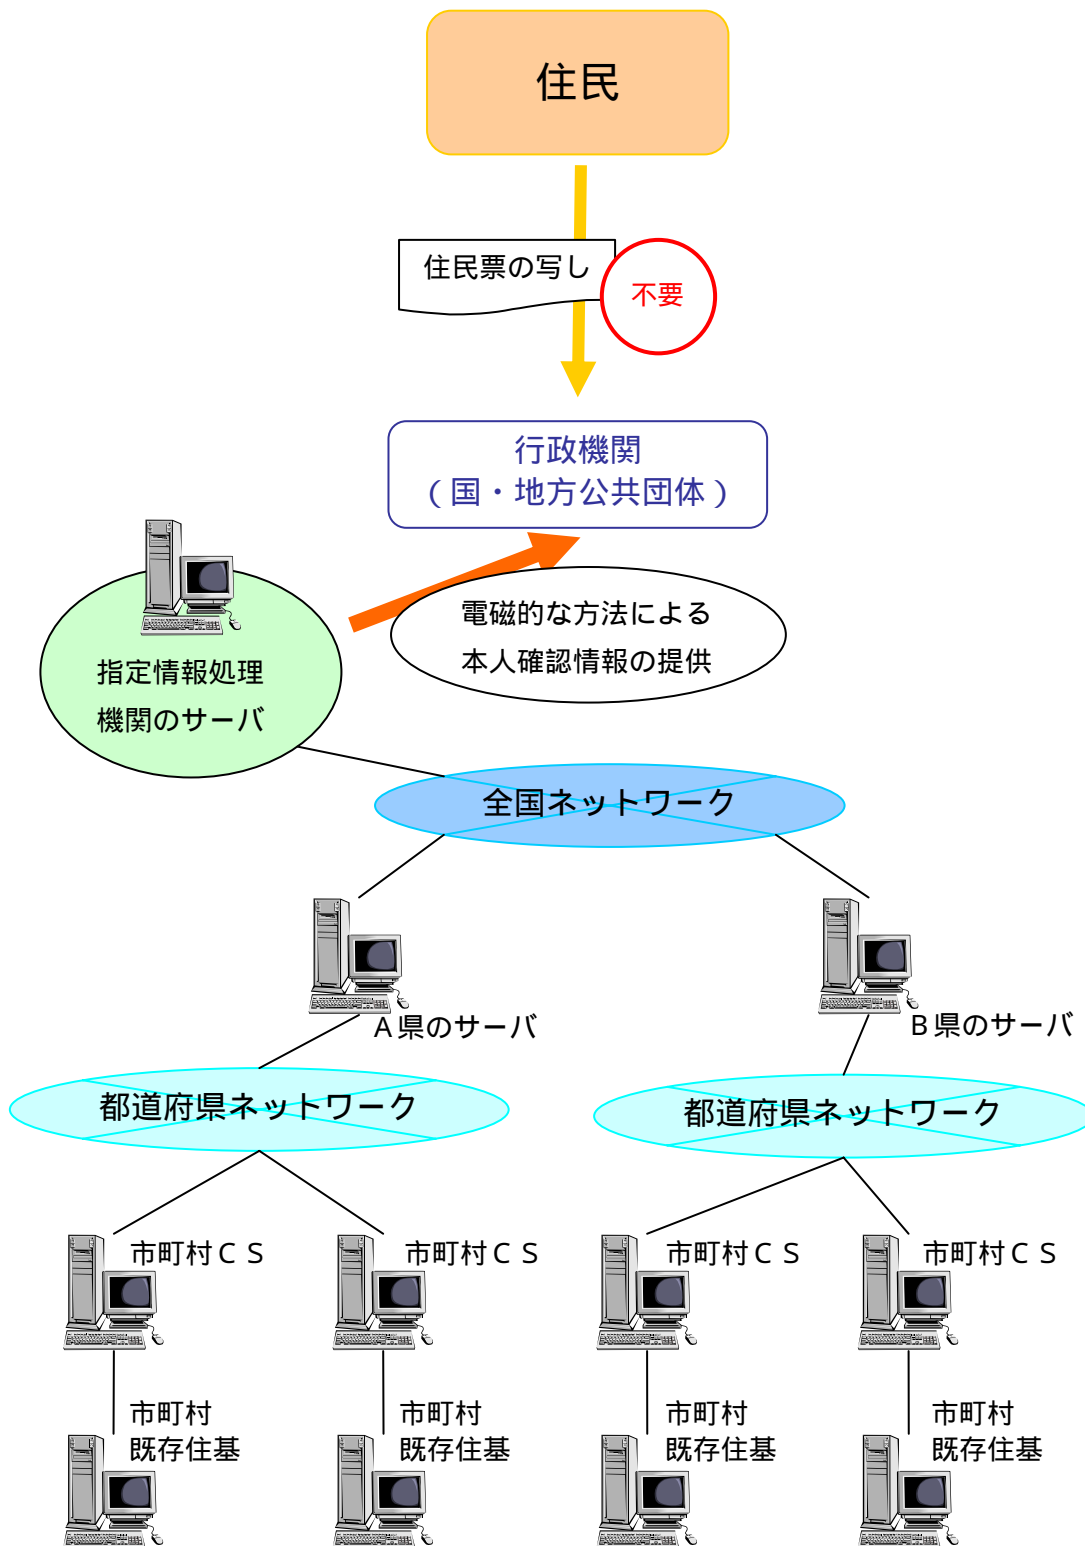 住民
住民票の写し
不要
行政機関
（国・地方公共団体）
電磁的な方法による
本人確認情報の提供
指定情報処理
機関のサーバ
全国ネットワーク
Ａ県のサーバ
Ｂ県のサーバ
都道府県ネットワーク
都道府県ネットワーク
市町村ＣＳ
市町村ＣＳ
市町村ＣＳ
市町村ＣＳ
市町村
既存住基
市町村
既存住基
市町村
既存住基
市町村
既存住基